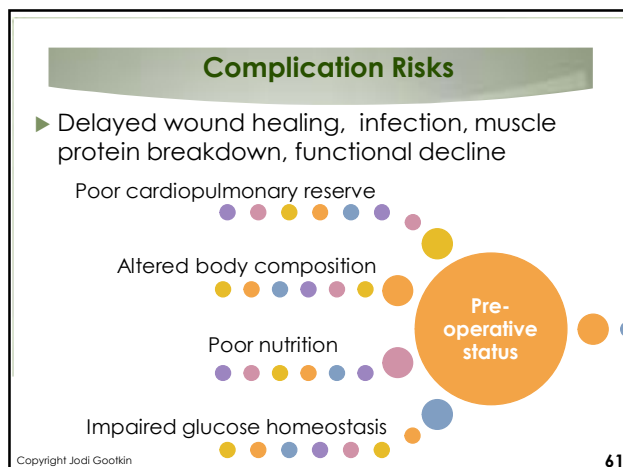 Complication Risks
Delayed wound healing, infection, muscle
protein breakdown, functional decline
Poor cardiopulmonary reserve
Altered body composition
Poor nutrition
Impaired glucose homeostasis
Pre-
operative
status
Copyright Jodi Gootkin
61